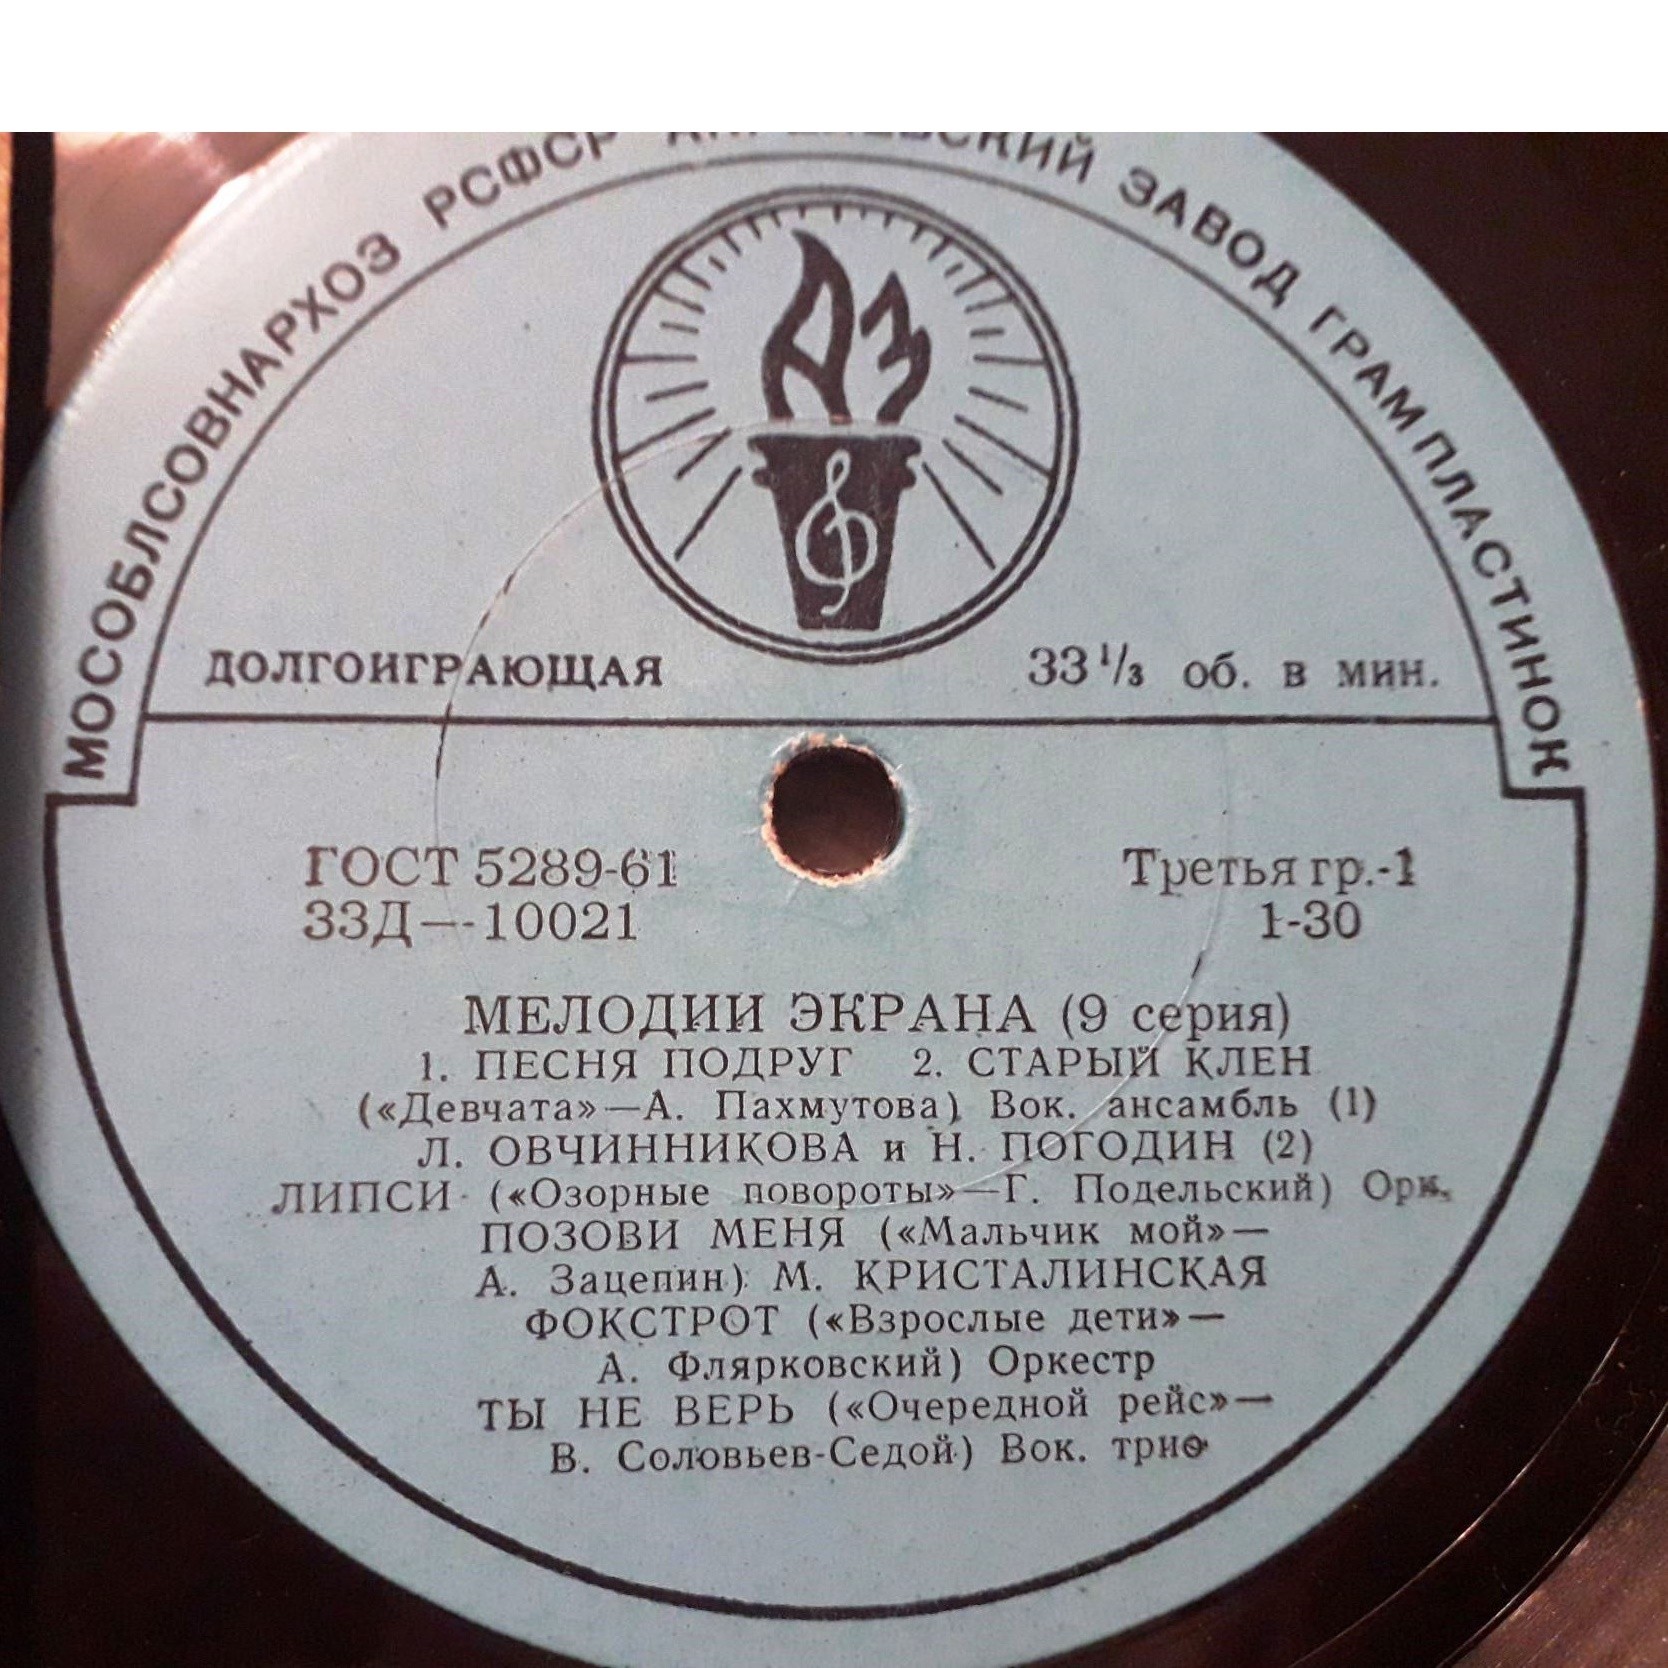 МОСОБЛСОВНАРХОЗ РСФСР АПРЕЛЕВСКИЙ ЗАВОД ГРАМПЛАСТИНОК
АЗ
ДОЛГОИГРАЮЩАЯ 33 1/3 об. в мин.
ГОСТ 5289-61 Третья гр.-1
33Д—10021 1-30
МЕЛОДИИ ЭКРАНА (9 серия)
1. ПЕСНЯ ПОДРУГ 2. СТАРЫЙ КЛЕН
(«Девчата»—А. Пахмутова) Вок. ансамбль (1)
Л. ОВЧИННИКОВА и Н. ПОГОДИН (2)
ЛИПСИ («Озорные повороты»—Г. Подельский) Орк.
ПОЗОВИ МЕНЯ («Мальчик мой»—
А. Зацепин) М. КРИСТАЛИНСКАЯ
ФОКСТРОТ («Взрослые дети»—
А. Флярковский) Оркестр
ТЫ НЕ ВЕРЬ («Очередной рейс»—
В. Соловьев-Седой) Вок. трио